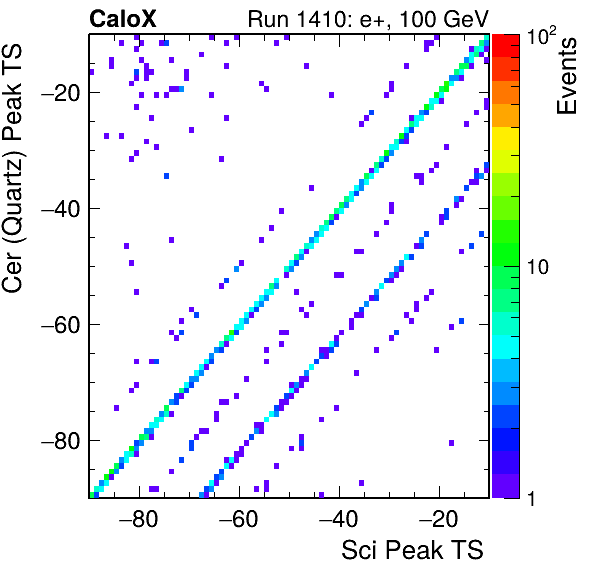 CaloX Run 1410: e+, 100 GeV
Cer (Quartz) Peak TS
−20
−40
−60
−80
−80 −60 −40 −20
Sci Peak TS
10²
10
1
Events